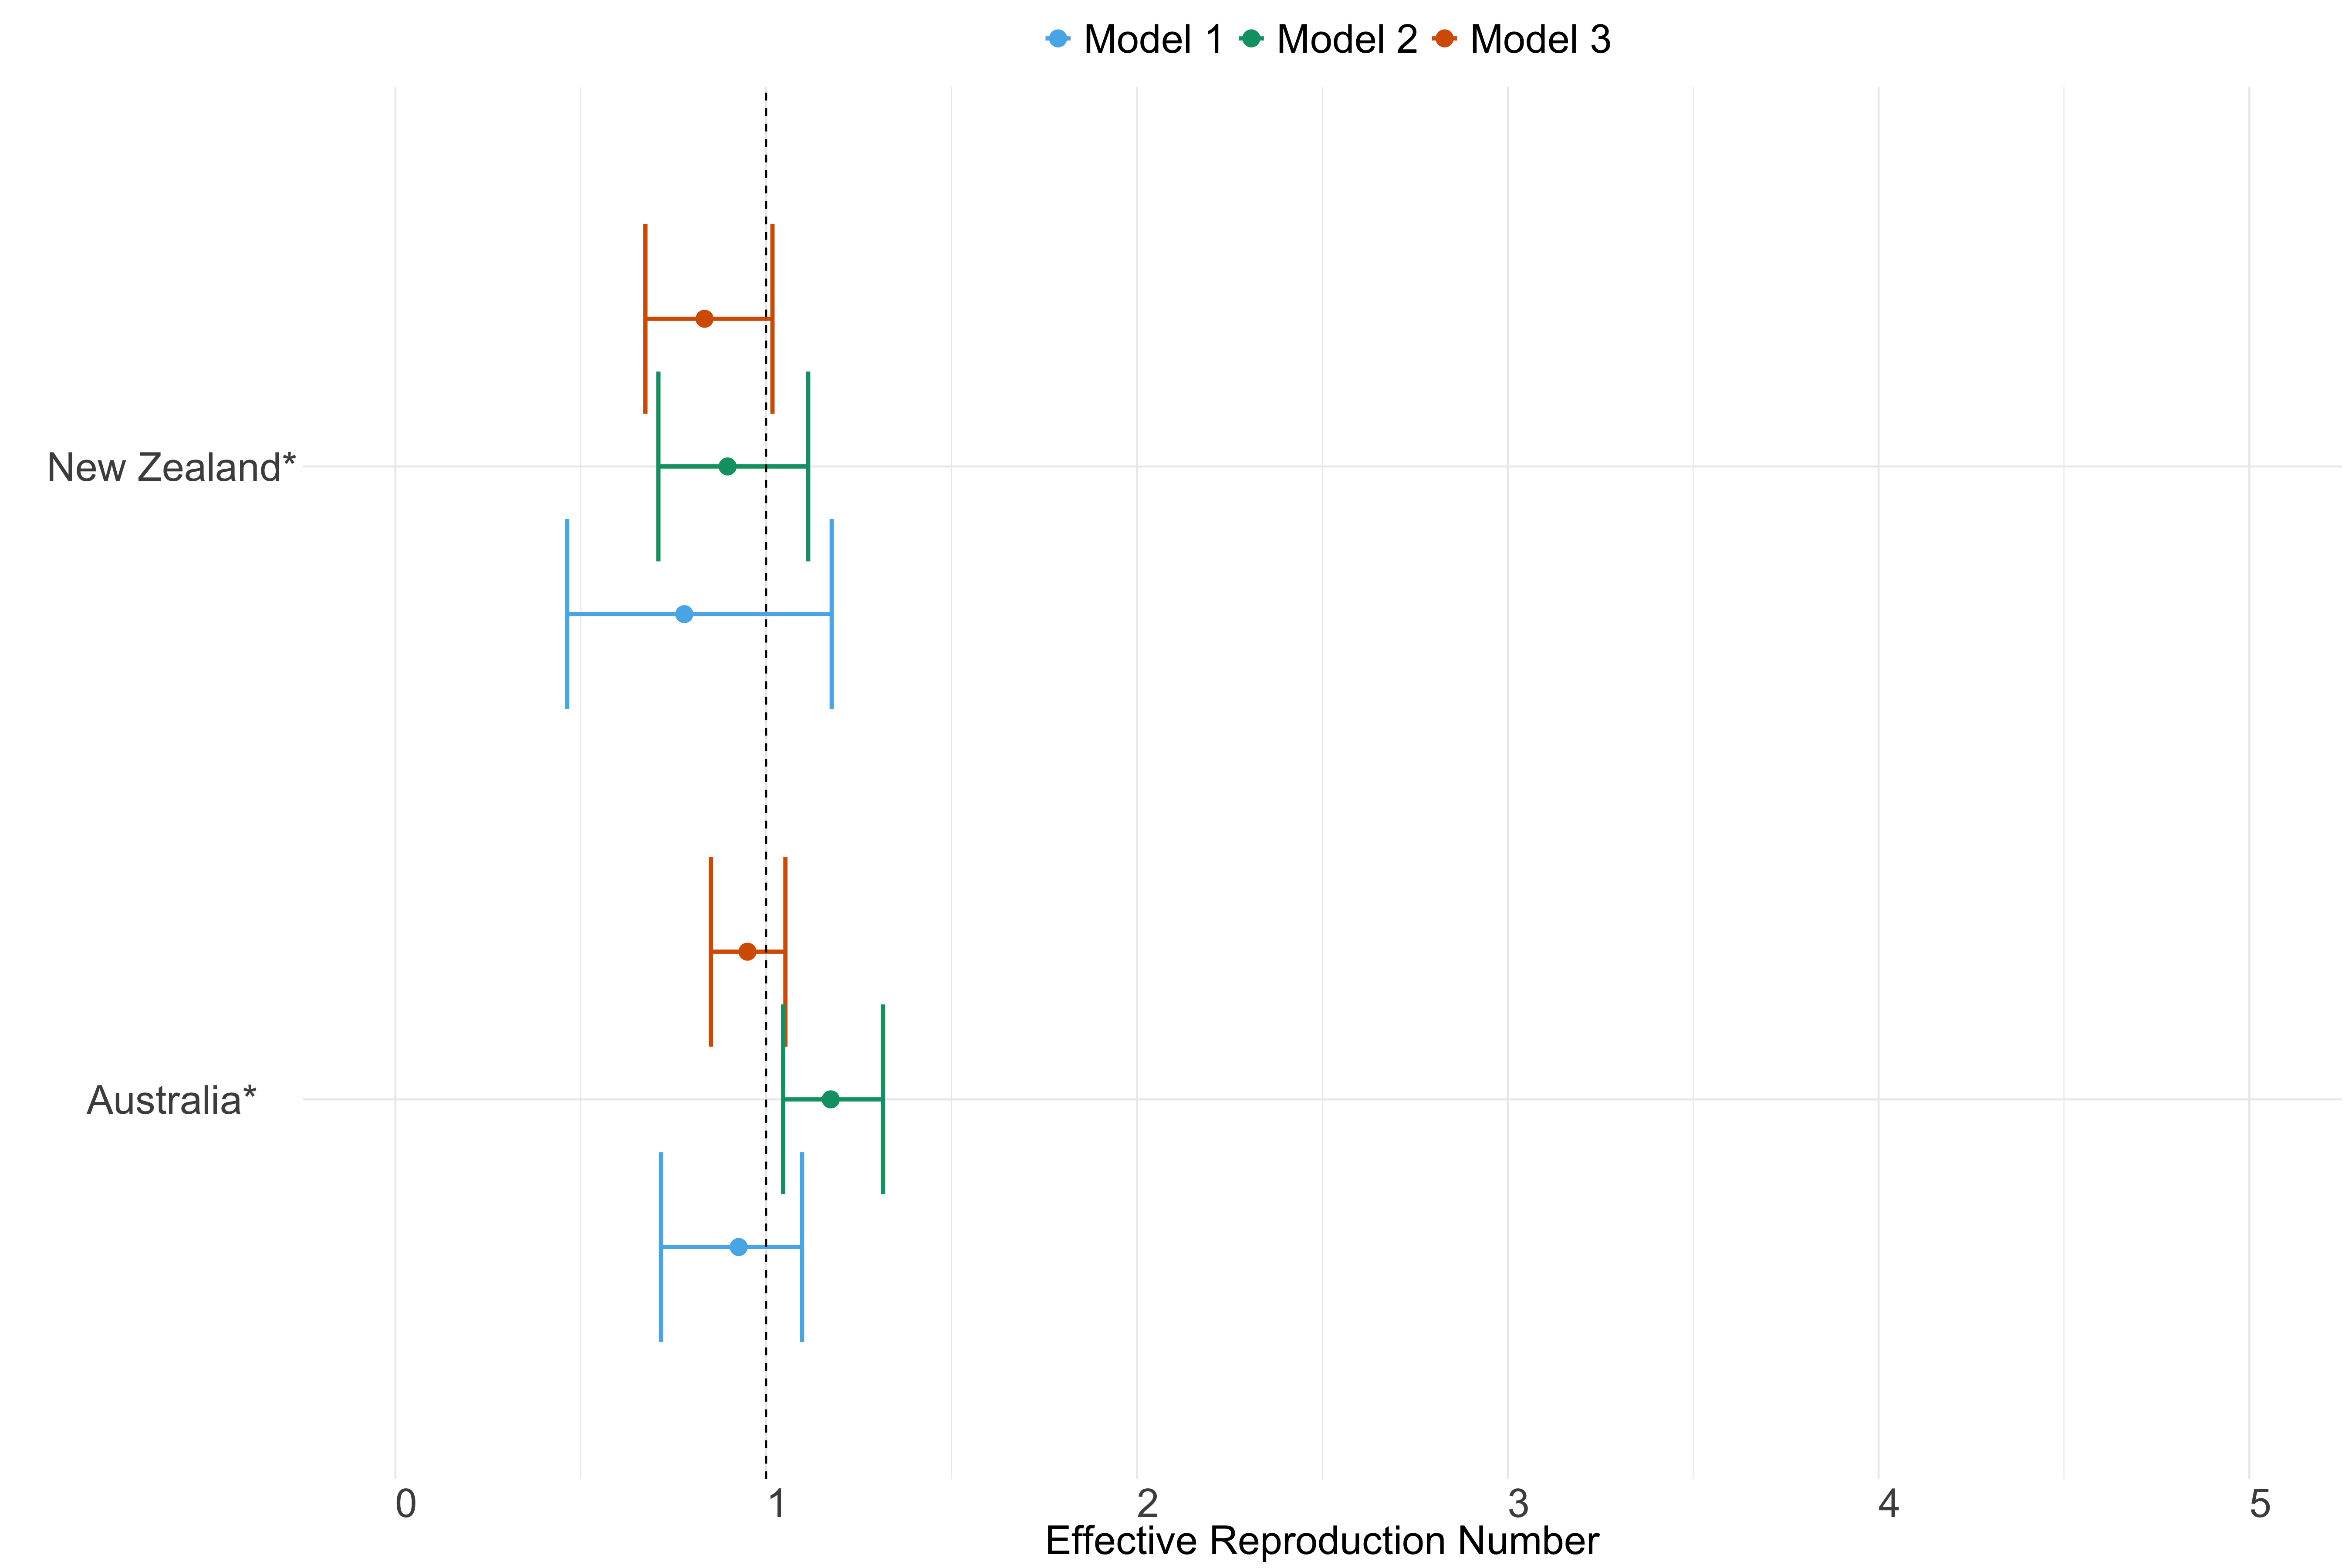 Model 1 Model 2 Model 3
New Zealand*
Australia*
0 1 2 3 4 5
Effective Reproduction Number